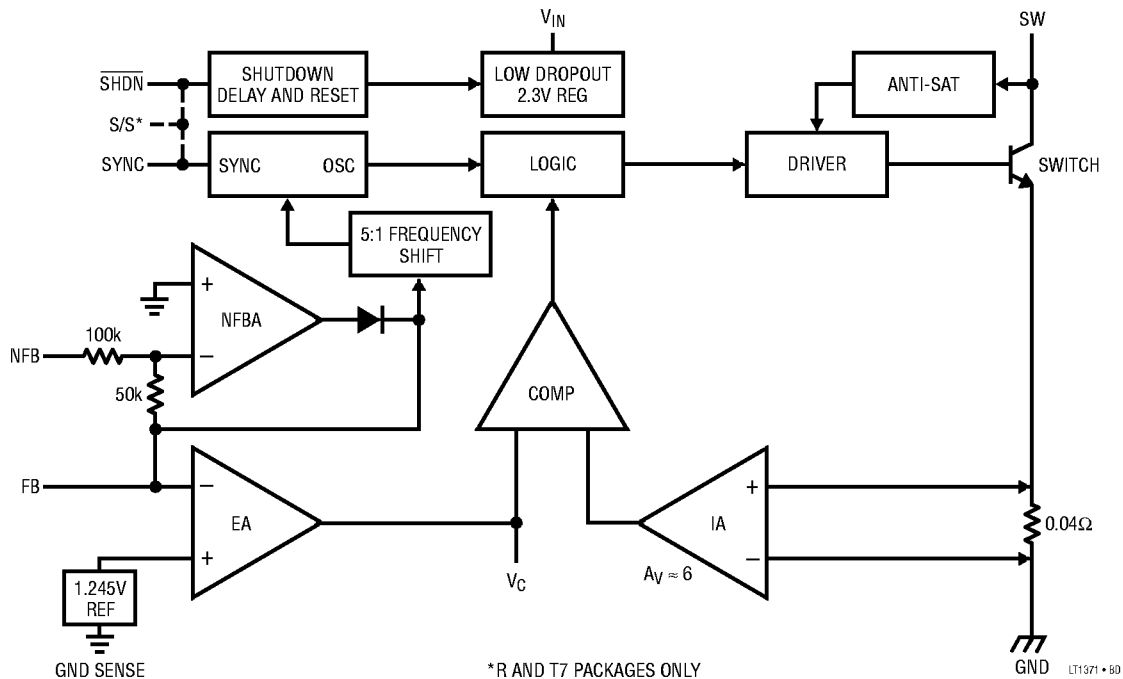 V_IN
SW
SHDN
SHUTDOWN
DELAY AND RESET
LOW DROPOUT
2.3V REG
ANTI-SAT
S/S*
SYNC
SYNC
OSC
LOGIC
DRIVER
SWITCH
5:1 FREQUENCY
SHIFT
+
NFBA
NFB
100k
–
50k
COMP
FB
–
EA
+
1.245V
REF
V_C
+
IA
–
A_V ≈ 6
0.04Ω
GND SENSE
*R AND T7 PACKAGES ONLY
GND
LT1371 • BD